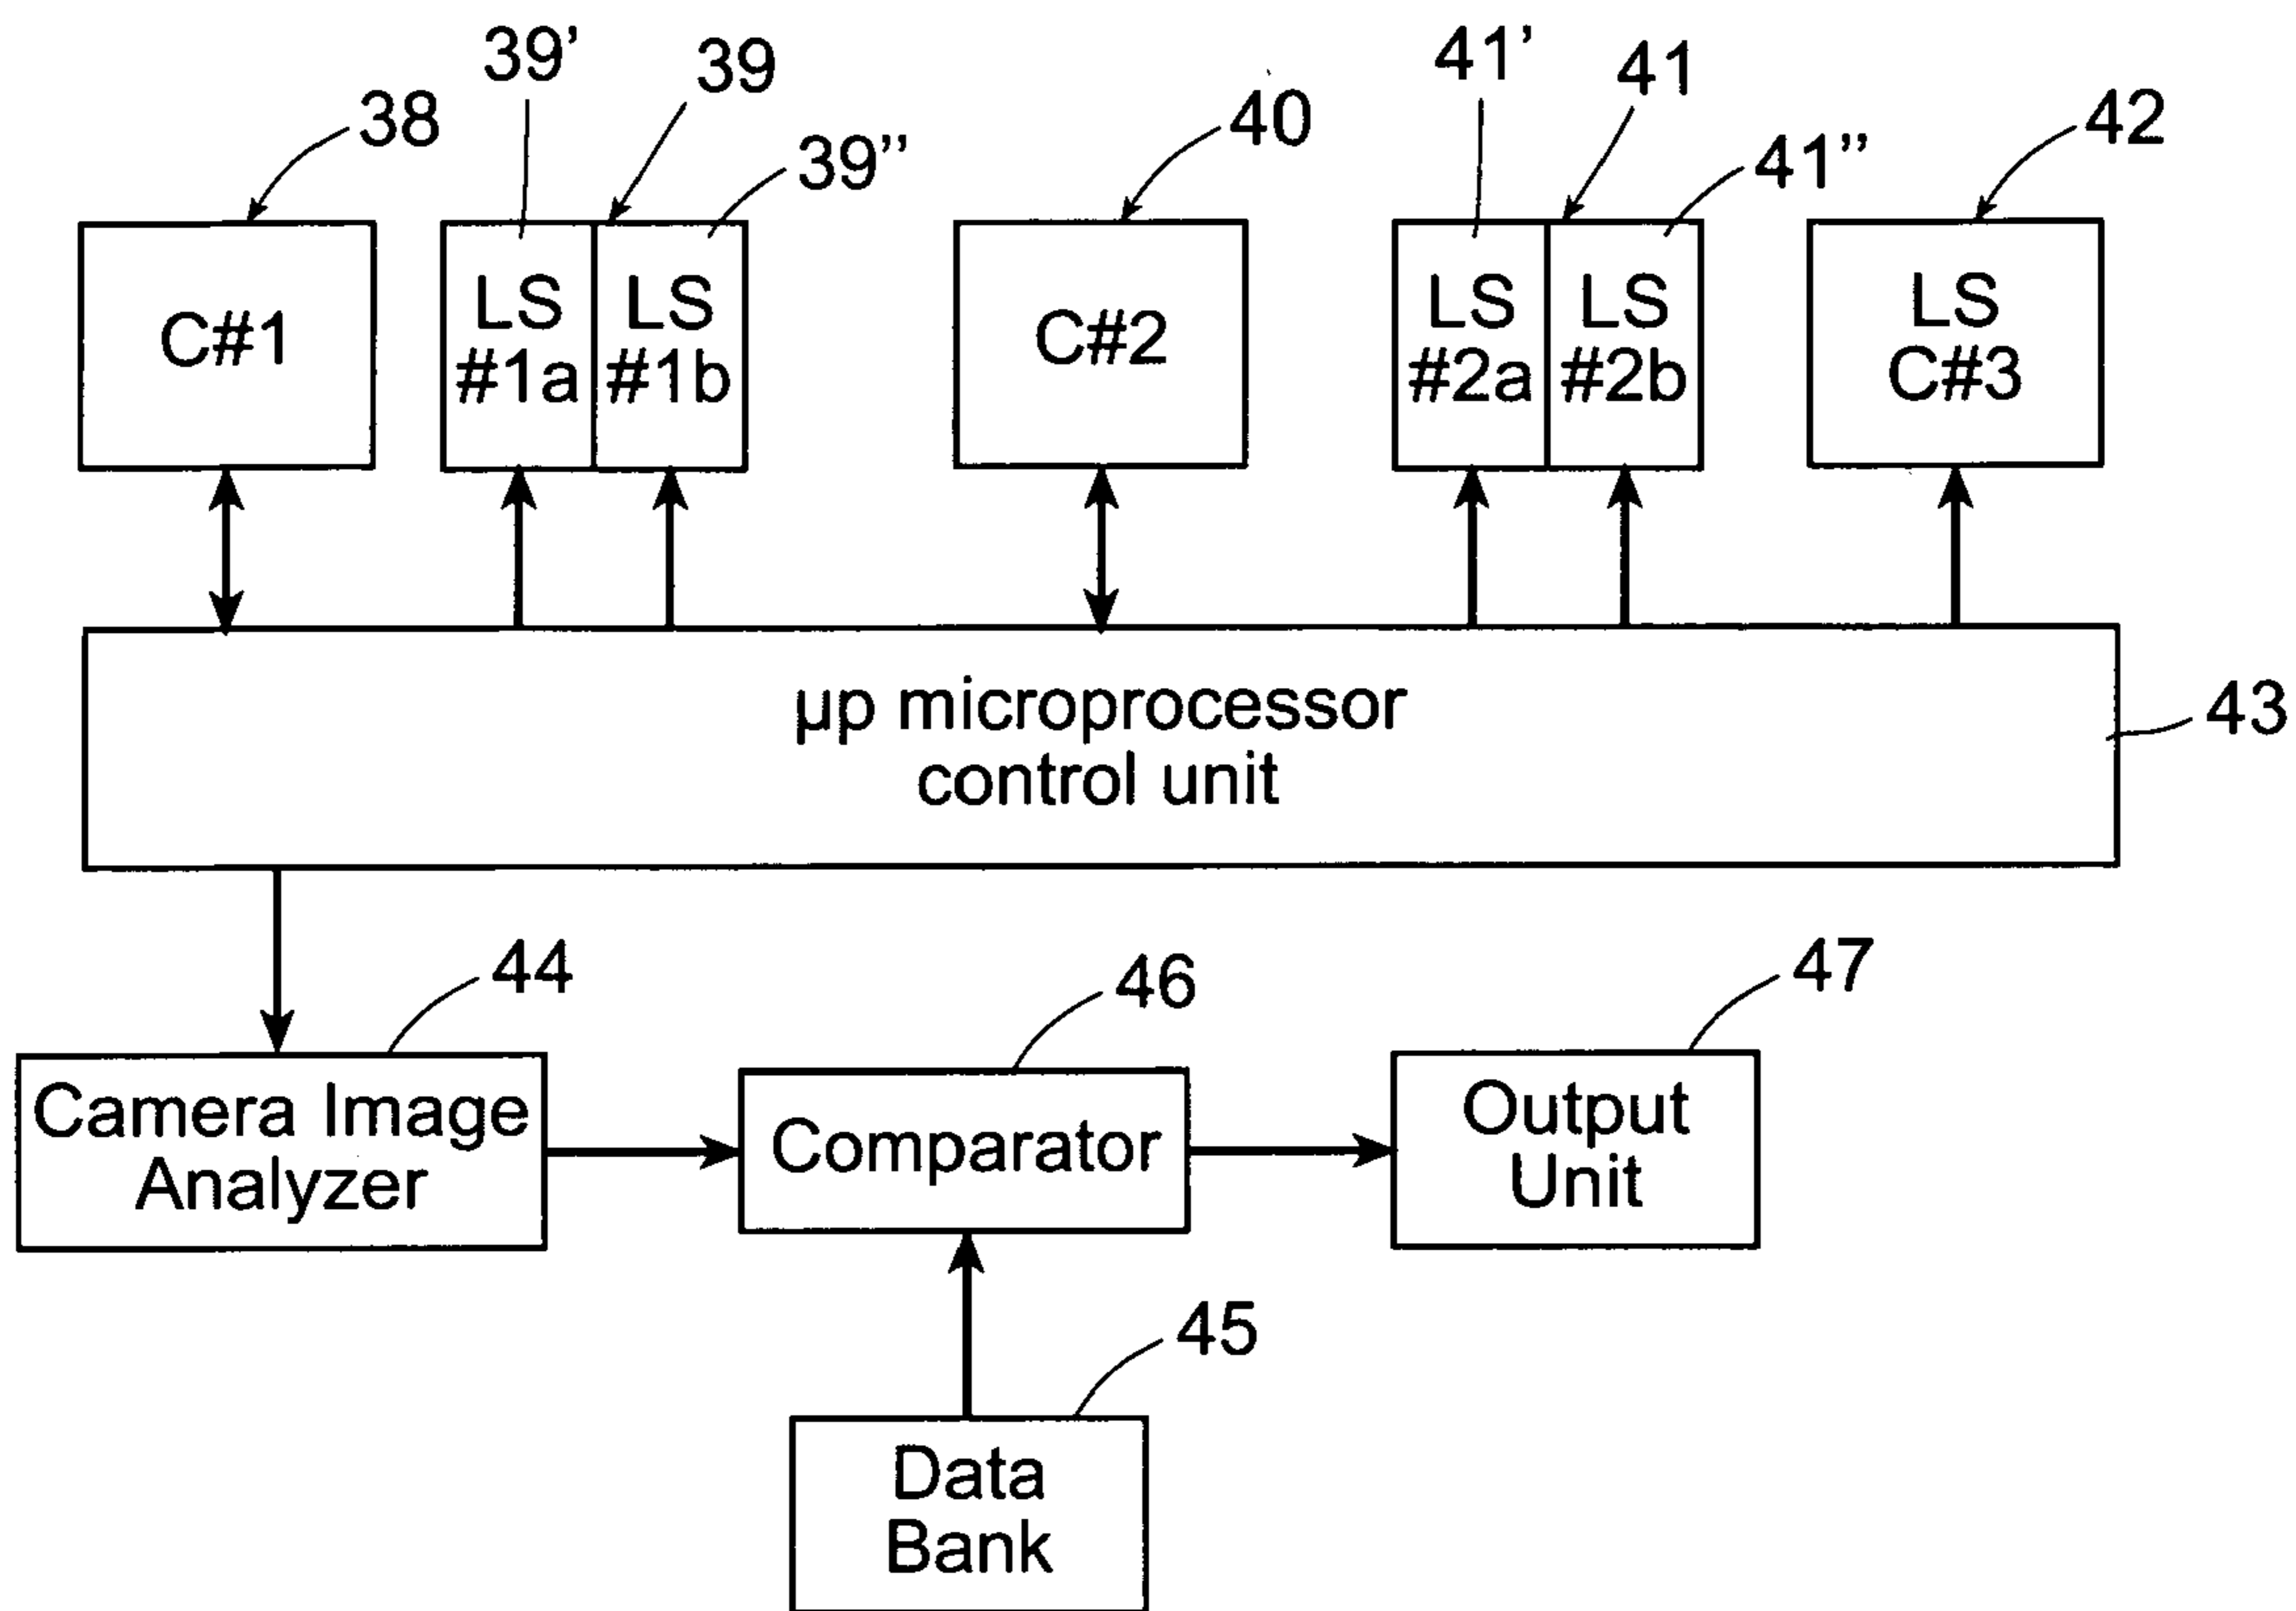 39’
39
41’
41
38
39”
40
41”
42
C#1
LS
#1a
LS
#1b
C#2
LS
#2a
LS
#2b
LS
C#3
µp microprocessor
control unit
43
44
46
47
Camera Image
Analyzer
Comparator
Output
Unit
45
Data
Bank